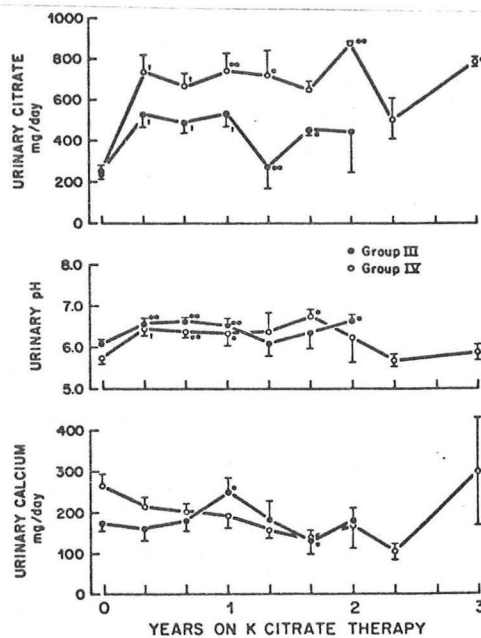 1000
800
600
400
200
0
URINARY CITRATE
mg/day
Group III
Group IV
8.0
7.0
6.0
5.0
URINARY pH
400
300
200
100
0
URINARY CALCIUM
mg/day
0 1 2 3
YEARS ON K CITRATE THERAPY